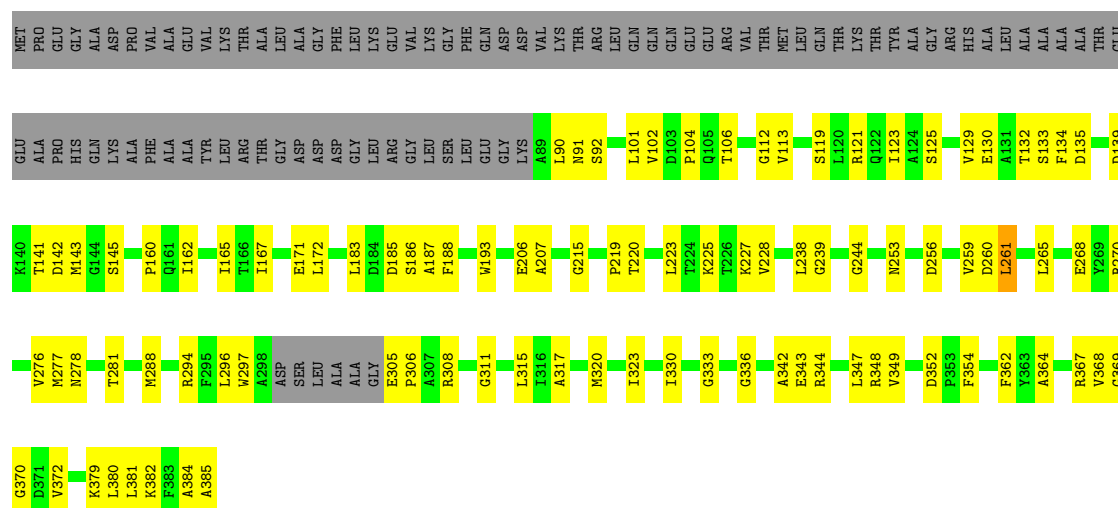 MET PRO GLU GLY ALA ASP PRO VAL ALA GLU VAL LYS THR ALA LEU ALA GLY PHE LEU LYS GLU VAL LYS GLY PHE GLN ASP ASP VAL LYS THR ARG LEU GLN GLN GLN GLU GLU ARG VAL THR MET LEU GLN THR LYS THR TYR ALA GLY ARG HIS ALA LEU ALA ALA ALA ALA THR GLU
GLU ALA PRO HIS GLN LYS ALA PHE ALA ALA TYR LEU ARG THR GLY ASP ASP ASP GLY LEU ARG GLY LEU SER LEU GLU GLY LYS A89 L90 N91 S92 L101 V102 D103 P104 Q105 T106 G112 V113 S119 L120 R121 Q122 I123 A124 S125 V129 E130 A131 T132 S133 F134 D135 D139
K140 T141 D142 M143 G144 S145 P160 Q161 I162 I165 T166 I167 E171 L172 L183 D184 D185 S186 A187 F188 W193 E206 A207 G215 P219 T220 L223 T224 K225 T226 K227 V228 L238 G239 G244 N253 D256 V259 D260 L261 L265 E268 Y269
V276 M277 N278 T281 M288 R294 F295 L296 W297 A298 ASP SER LEU ALA ALA GLY E305 P306 A307 R308 G311 L315 I316 A317 M320 I323 I330 G333 G336 A342 E343 R344 L347 R348 V349 D352 P353 F354 F362 Y363 A364 R367 V368 G369
G370 D371 V372 K379 L380 L381 K382 F383 A384 A385